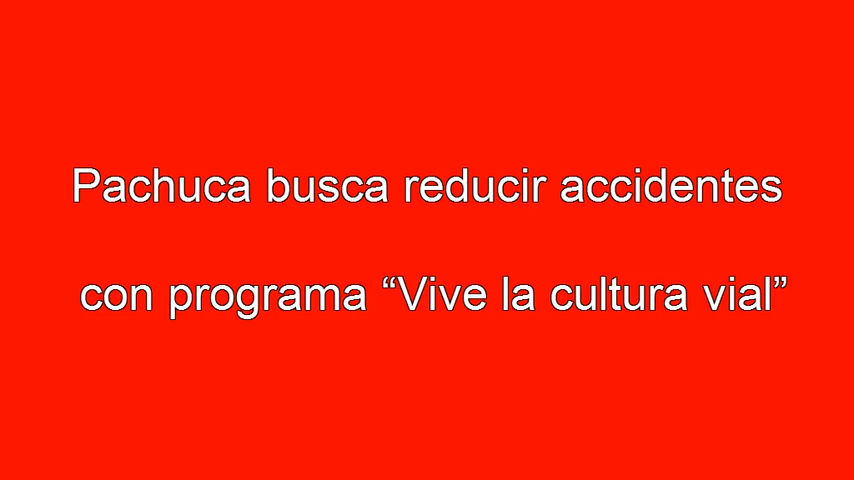 Pachuca busca reducir accidentes
con programa “Vive la cultura vial”